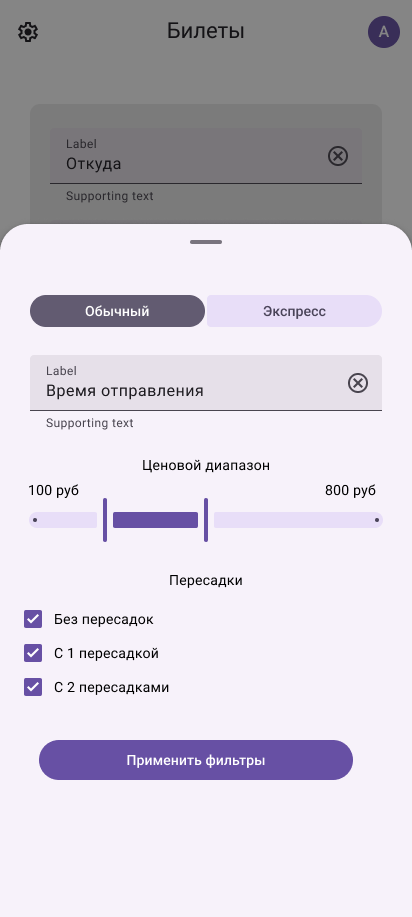 Билеты
A
Label
Откуда
Supporting text
Обычный
Экспресс
Label
Время отправления
Supporting text
Ценовой диапазон
100 руб
800 руб
Пересадки
Без пересадок
С 1 пересадкой
С 2 пересадками
Применить фильтры